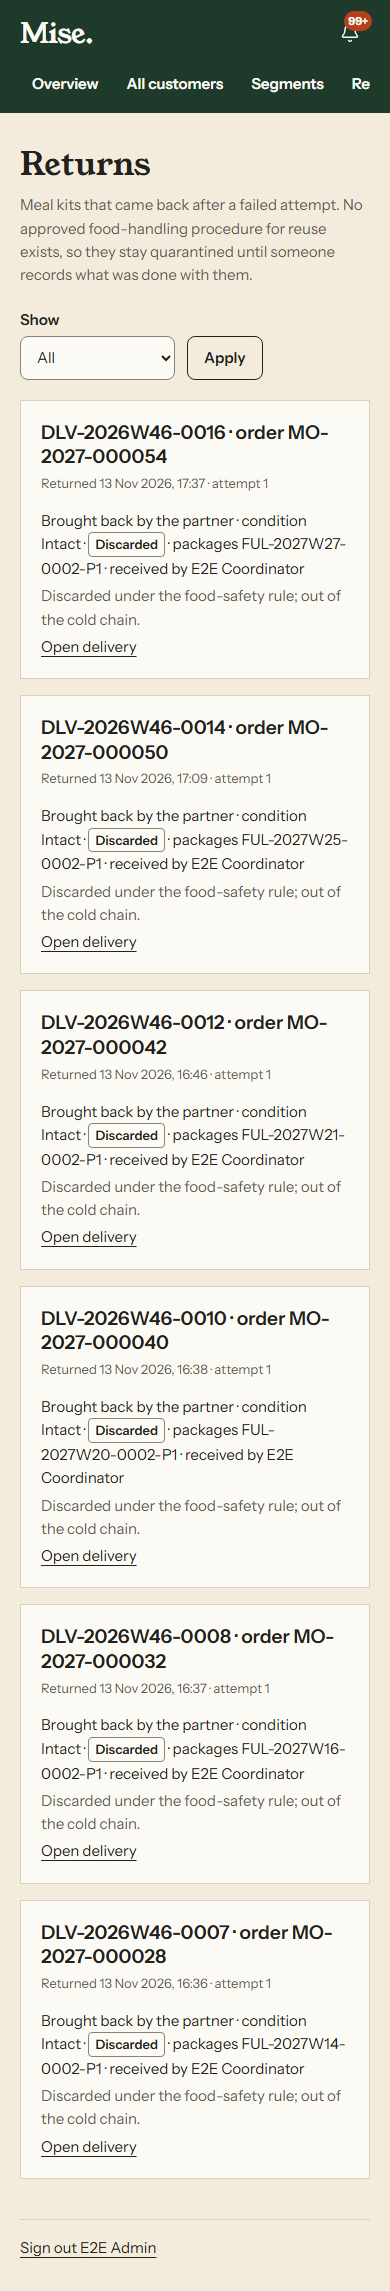 Mise.
99+
Overview All customers Segments Re
Returns
Meal kits that came back after a failed attempt. No
approved food-handling procedure for reuse
exists, so they stay quarantined until someone
records what was done with them.
Show
All
Apply
DLV-2026W46-0016 · order MO-
2027-000054
Returned 13 Nov 2026, 17:37 · attempt 1
Brought back by the partner · condition
Intact · Discarded · packages FUL-2027W27-
0002-P1 · received by E2E Coordinator
Discarded under the food-safety rule; out of
the cold chain.
Open delivery
DLV-2026W46-0014 · order MO-
2027-000050
Returned 13 Nov 2026, 17:09 · attempt 1
Brought back by the partner · condition
Intact · Discarded · packages FUL-2027W25-
0002-P1 · received by E2E Coordinator
Discarded under the food-safety rule; out of
the cold chain.
Open delivery
DLV-2026W46-0012 · order MO-
2027-000042
Returned 13 Nov 2026, 16:46 · attempt 1
Brought back by the partner · condition
Intact · Discarded · packages FUL-2027W21-
0002-P1 · received by E2E Coordinator
Discarded under the food-safety rule; out of
the cold chain.
Open delivery
DLV-2026W46-0010 · order MO-
2027-000040
Returned 13 Nov 2026, 16:38 · attempt 1
Brought back by the partner · condition
Intact · Discarded · packages FUL-
2027W20-0002-P1 · received by E2E
Coordinator
Discarded under the food-safety rule; out of
the cold chain.
Open delivery
DLV-2026W46-0008 · order MO-
2027-000032
Returned 13 Nov 2026, 16:37 · attempt 1
Brought back by the partner · condition
Intact · Discarded · packages FUL-2027W16-
0002-P1 · received by E2E Coordinator
Discarded under the food-safety rule; out of
the cold chain.
Open delivery
DLV-2026W46-0007 · order MO-
2027-000028
Returned 13 Nov 2026, 16:36 · attempt 1
Brought back by the partner · condition
Intact · Discarded · packages FUL-2027W14-
0002-P1 · received by E2E Coordinator
Discarded under the food-safety rule; out of
the cold chain.
Open delivery
Sign out E2E Admin